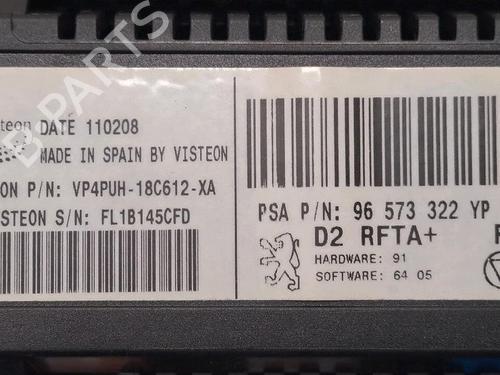 steon DATE 110208
MADE IN SPAIN BY VISTEON
ON P/N: VP4PUH-18C612-XA
ISTEON S/N: FL1B145CFD
PSA P/N: 96 573 322 YP
D2 RFTA+
HARDWARE: 91
SOFTWARE: 64 05
B-PARTS